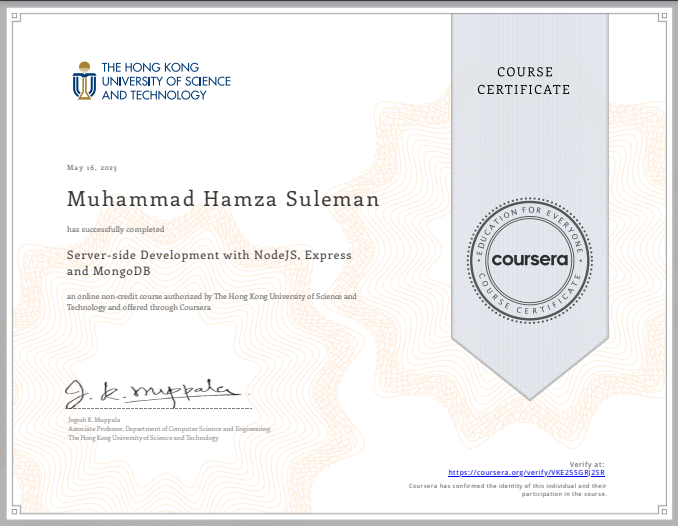 THE HONG KONG
UNIVERSITY OF SCIENCE
AND TECHNOLOGY
COURSE
CERTIFICATE
May 16, 2023
Muhammad Hamza Suleman
has successfully completed
Server-side Development with NodeJS, Express
and MongoDB
an online non-credit course authorized by The Hong Kong University of Science and
Technology and offered through Coursera
EDUCATION FOR EVERYONE
coursera
COURSE CERTIFICATE
J. K. Muppala
Jogesh K. Muppala
Associate Professor, Department of Computer Science and Engineering
The Hong Kong University of Science and Technology
Verify at:
https://coursera.org/verify/VKE25SGRJ2SR
Coursera has confirmed the identity of this individual and their
participation in the course.